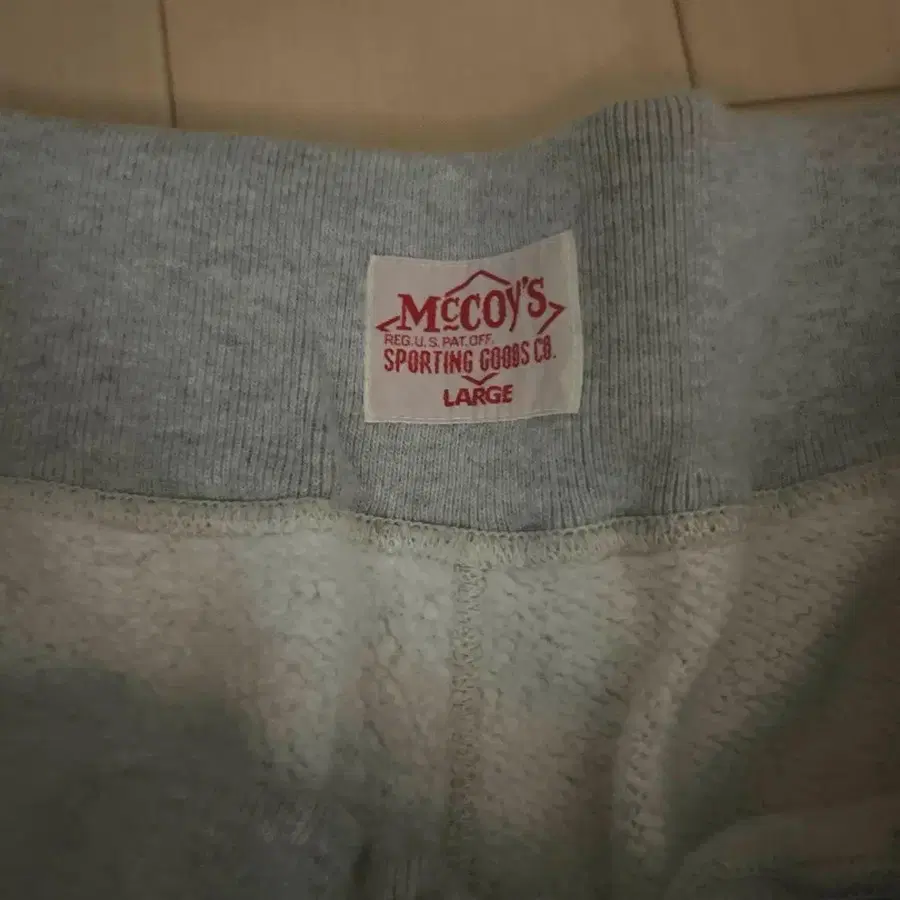 McCOY'S
REG. U.S. PAT. OFF.
SPORTING GOODS CO.
LARGE